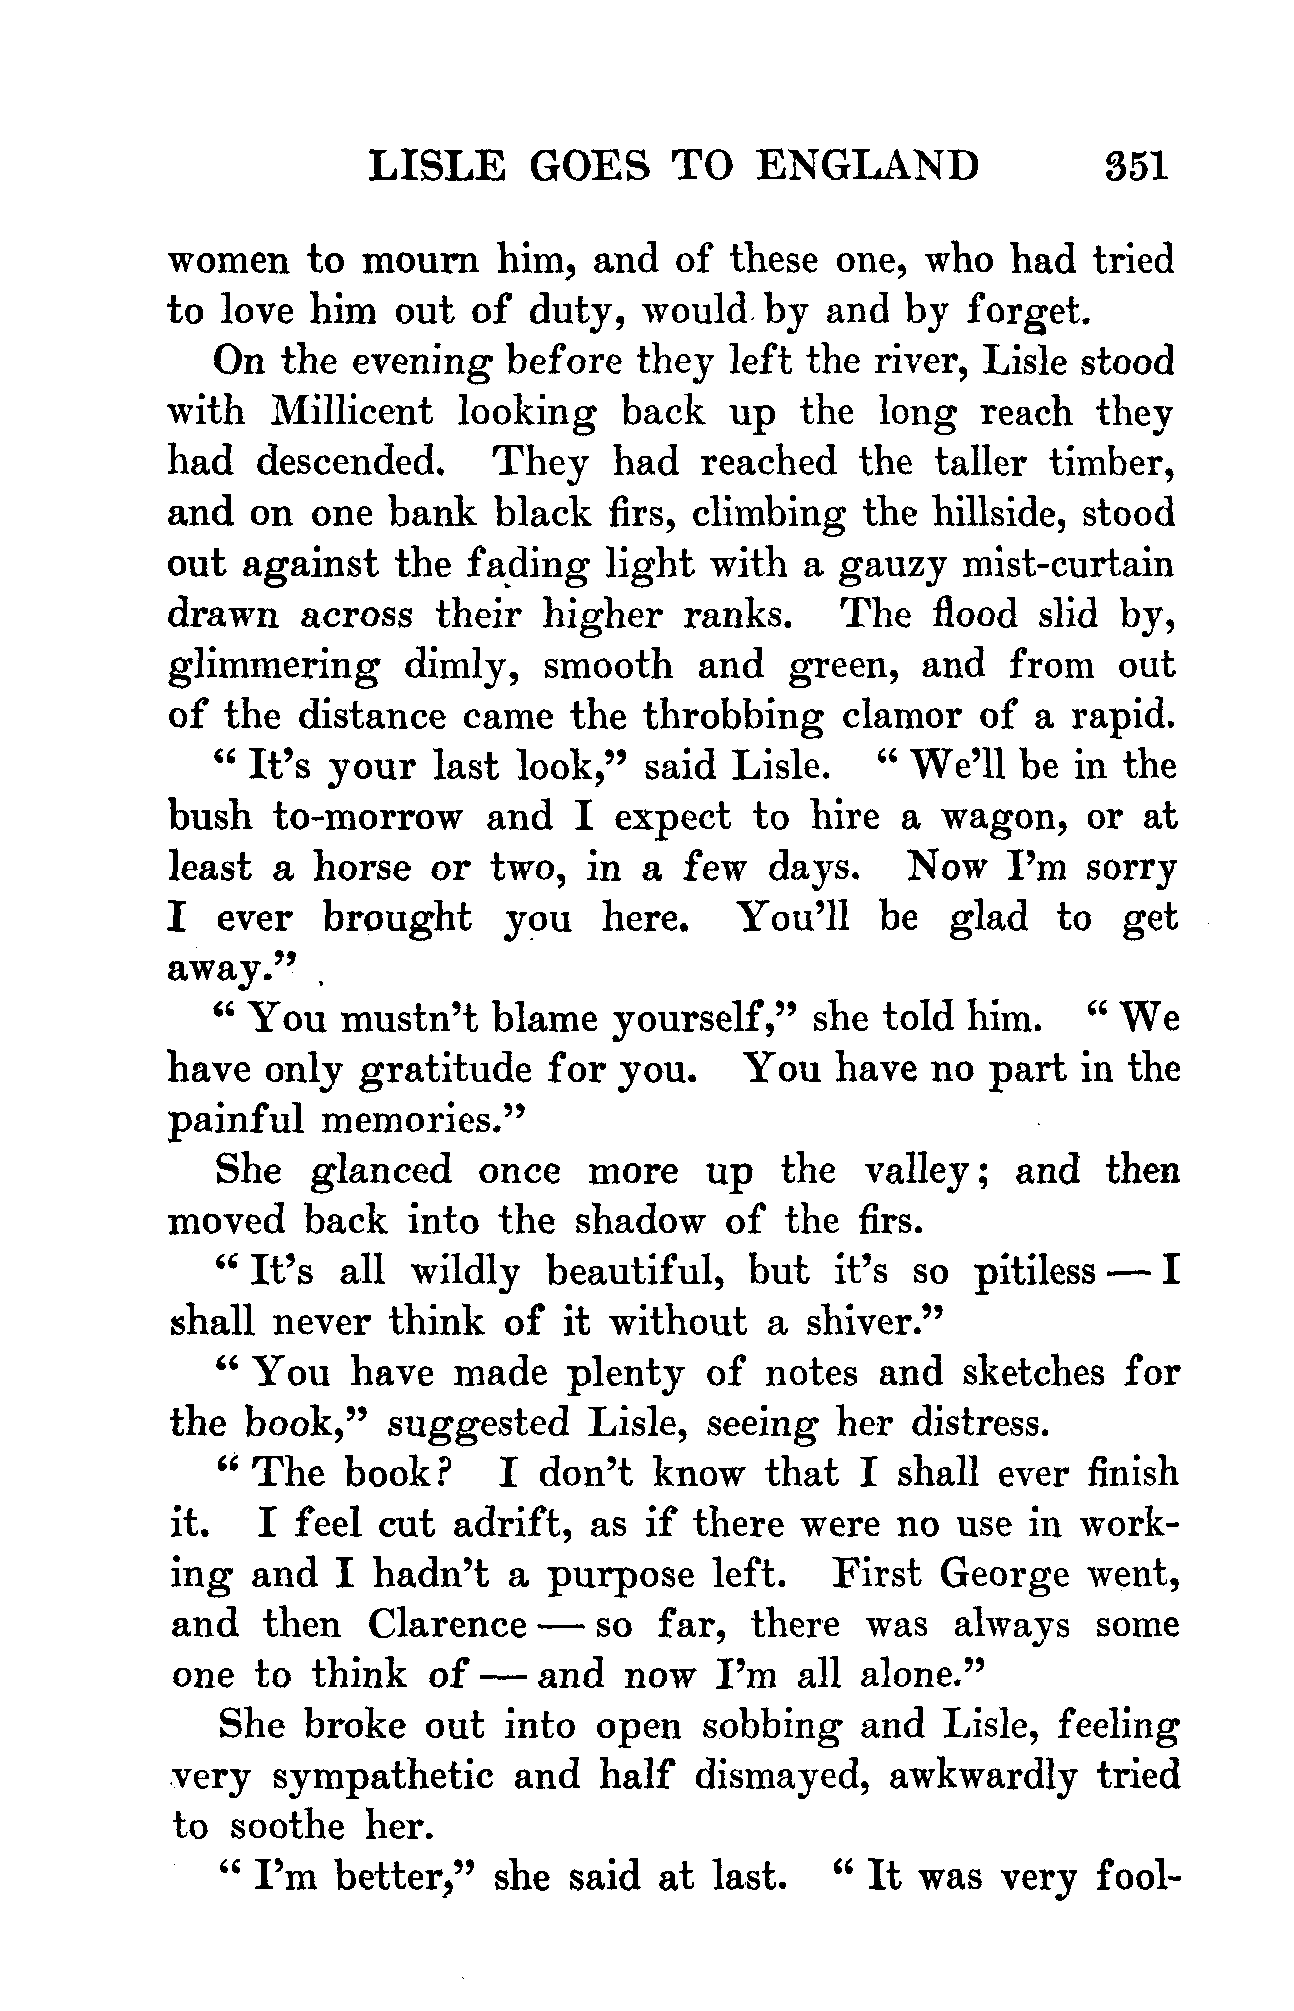 LISLE GOES TO ENGLAND 351
women to mourn him, and of these one, who had tried
to love him out of duty, would by and by forget.
On the evening before they left the river, Lisle stood
with Millicent looking back up the long reach they
had descended. They had reached the taller timber,
and on one bank black firs, climbing the hillside, stood
out against the fading light with a gauzy mist-curtain
drawn across their higher ranks. The flood slid by,
glimmering dimly, smooth and green, and from out
of the distance came the throbbing clamor of a rapid.
" It's your last look," said Lisle. " We'll be in the
bush to-morrow and I expect to hire a wagon, or at
least a horse or two, in a few days. Now I'm sorry
I ever brought you here. You'll be glad to get
away."
" You mustn't blame yourself," she told him. " We
have only gratitude for you. You have no part in the
painful memories."
She glanced once more up the valley; and then
moved back into the shadow of the firs.
" It's all wildly beautiful, but it's so pitiless — I
shall never think of it without a shiver."
" You have made plenty of notes and sketches for
the book," suggested Lisle, seeing her distress.
" The book? I don't know that I shall ever finish
it. I feel cut adrift, as if there were no use in work-
ing and I hadn't a purpose left. First George went,
and then Clarence — so far, there was always some
one to think of — and now I'm all alone."
She broke out into open sobbing and Lisle, feeling
very sympathetic and half dismayed, awkwardly tried
to soothe her.
" I'm better," she said at last. " It was very fool-